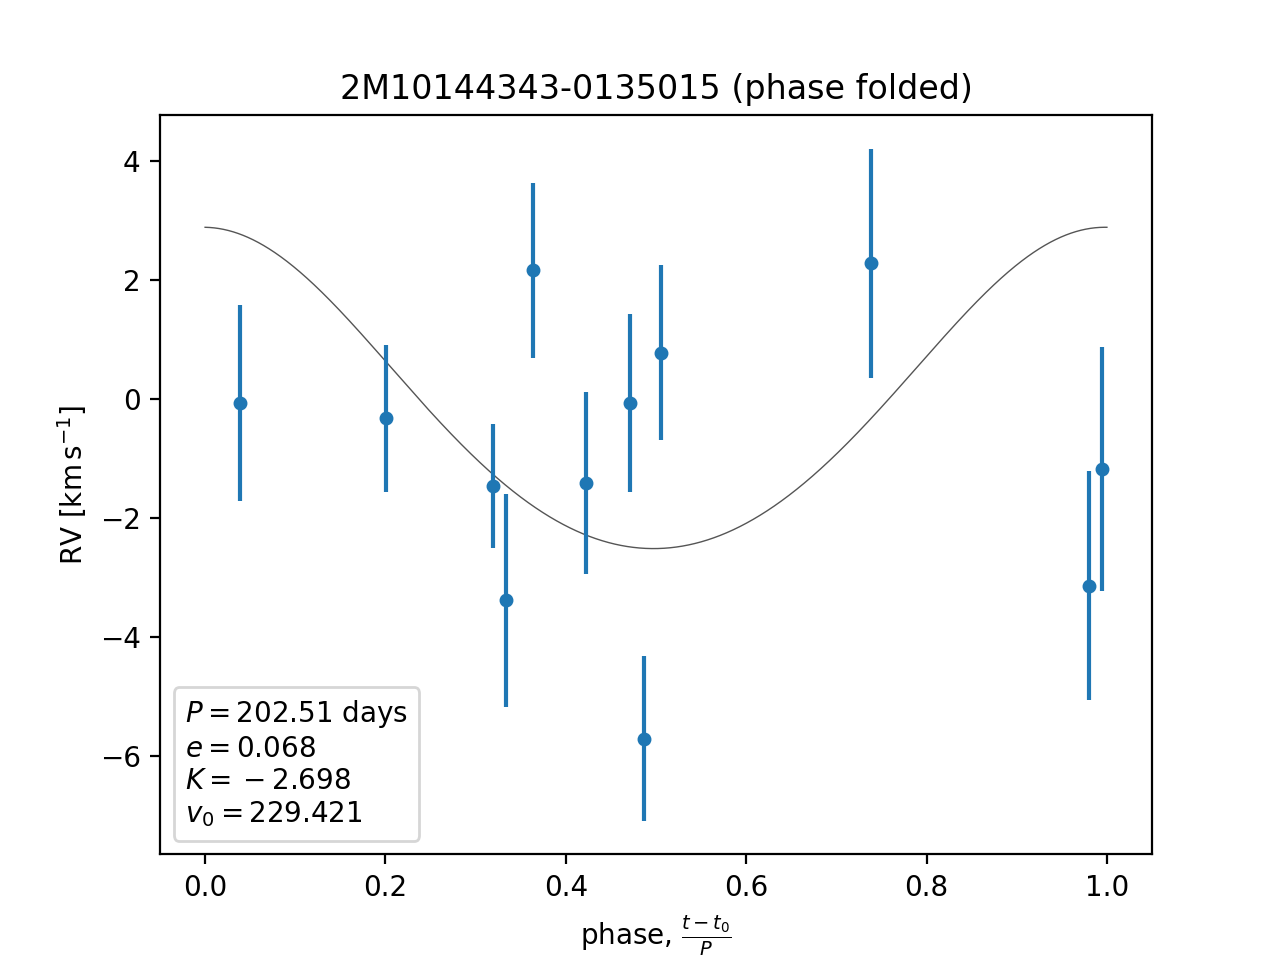 2M10144343-0135015 (phase folded)
RV [km s⁻¹]
4
2
0
−2
−4
−6
P = 202.51 days
e = 0.068
K = −2.698
v₀ = 229.421
0.0 0.2 0.4 0.6 0.8 1.0
phase, (t − t₀)/P